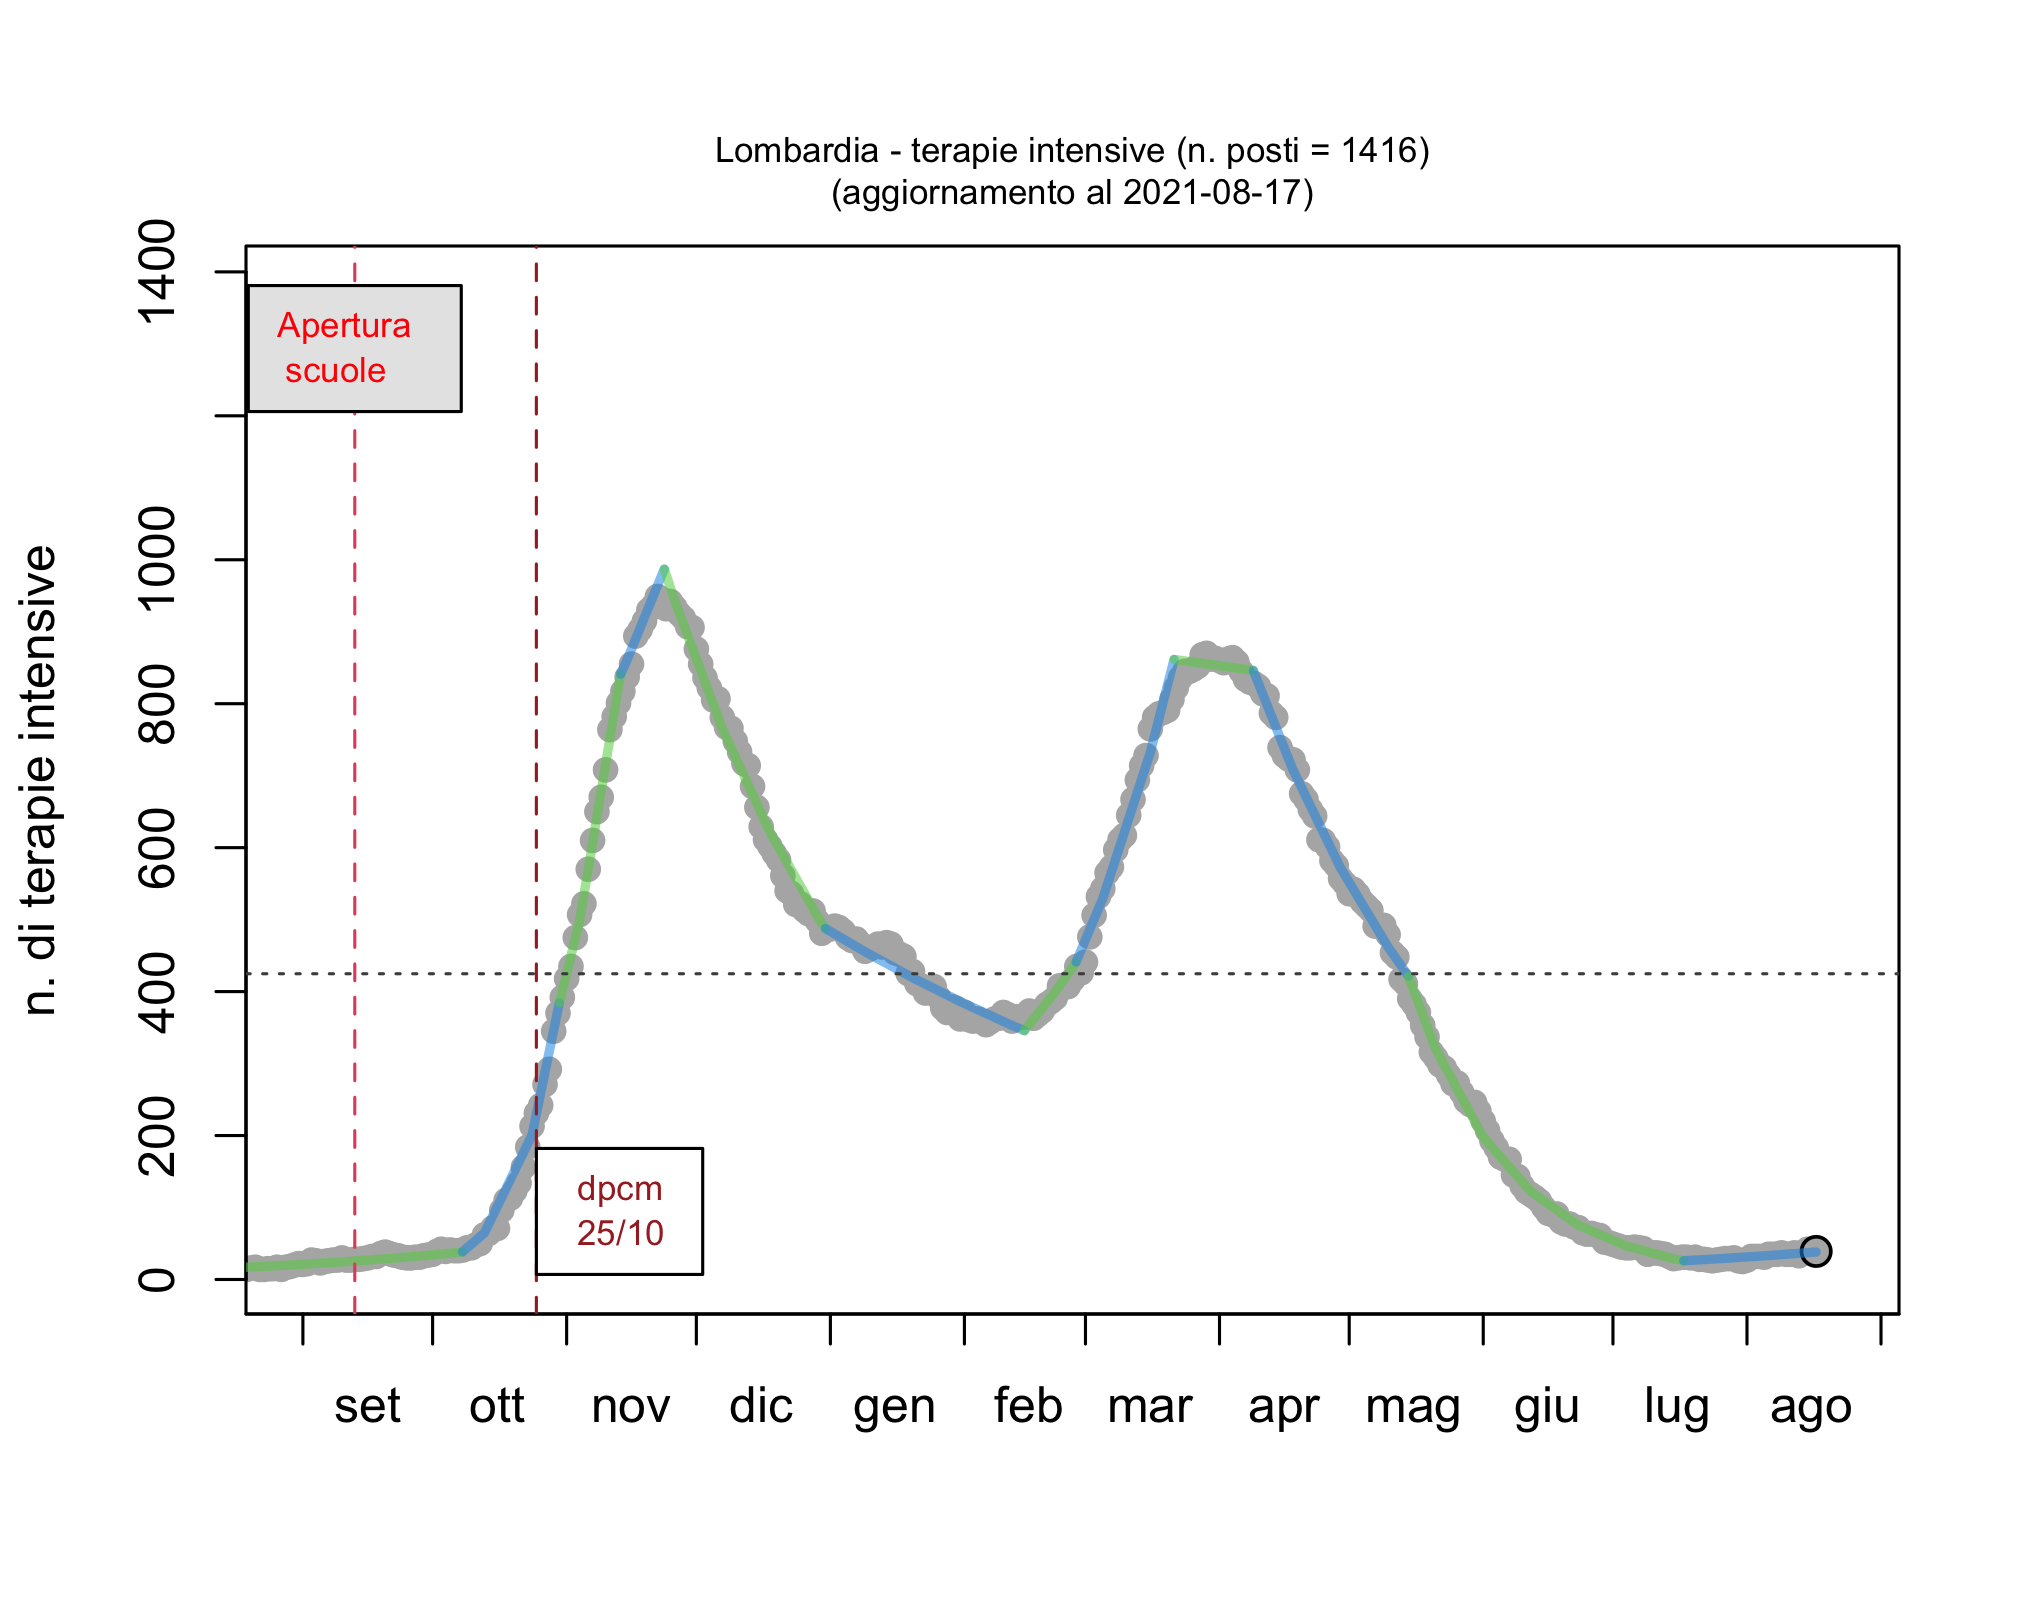 Lombardia - terapie intensive (n. posti = 1416)
(aggiornamento al 2021-08-17)
n. di terapie intensive
1400
1000
800
600
400
200
0
Apertura
scuole
dpcm
25/10
set ott nov dic gen feb mar apr mag giu lug ago